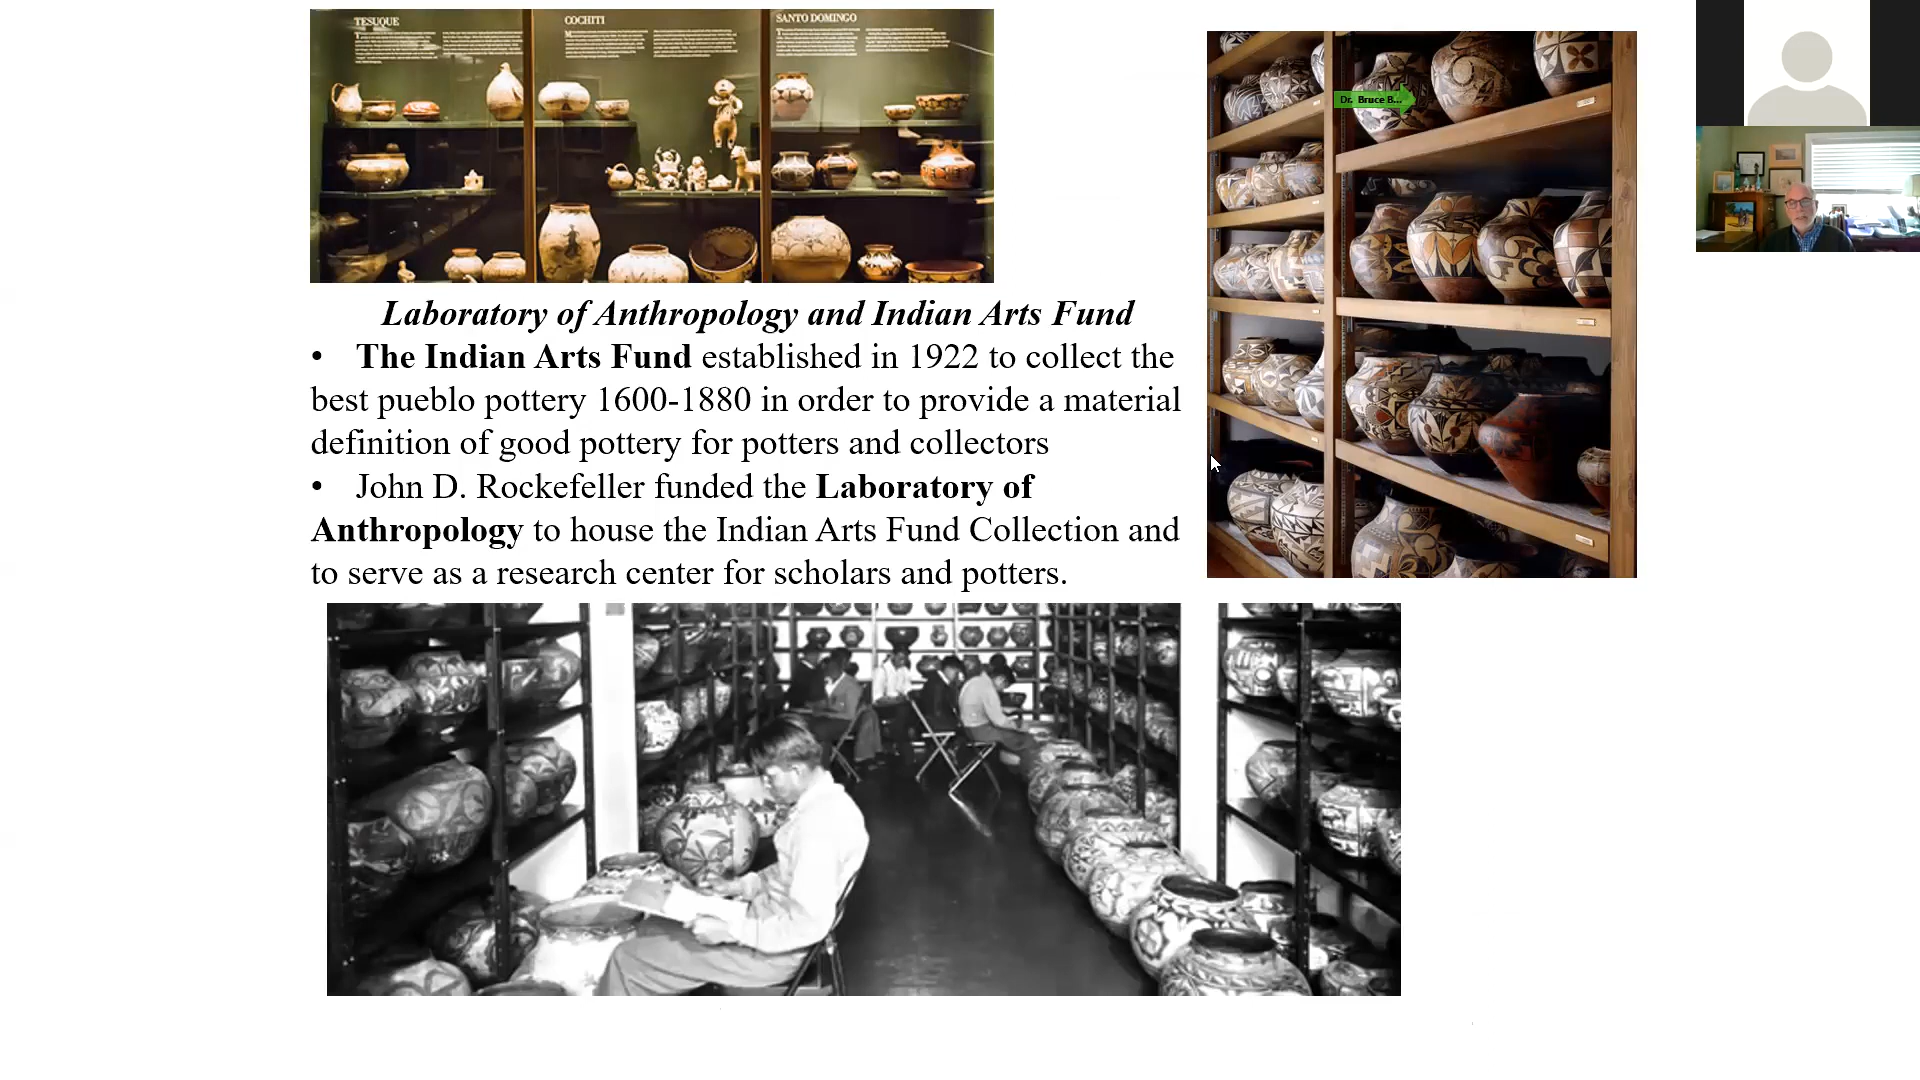 TESUQUE
COCHITI
SANTO DOMINGO
Dr. Bruce B...
Laboratory of Anthropology and Indian Arts Fund
• The Indian Arts Fund established in 1922 to collect the
best pueblo pottery 1600-1880 in order to provide a material
definition of good pottery for potters and collectors
• John D. Rockefeller funded the Laboratory of
Anthropology to house the Indian Arts Fund Collection and
to serve as a research center for scholars and potters.